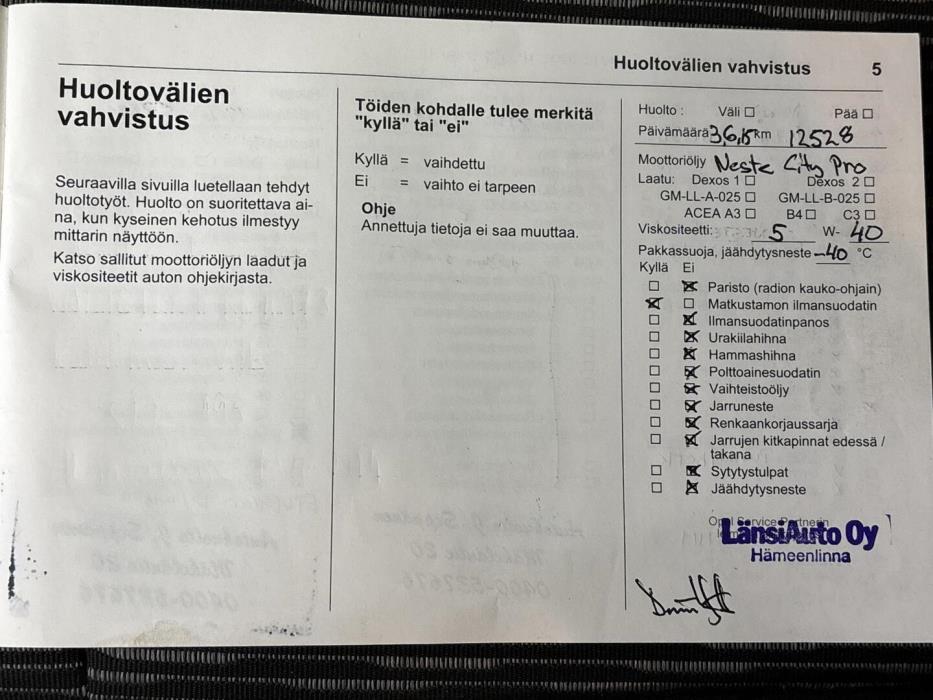 Huoltovälien vahvistus 5
Huoltovälien
vahvistus
Seuraavilla sivuilla luetellaan tehdyt
huoltotyöt. Huolto on suoritettava ai-
na, kun kyseinen kehotus ilmestyy
mittarin näyttöön.
Katso sallitut moottoriöljyn laadut ja
viskositeetit auton ohjekirjasta.
Töiden kohdalle tulee merkitä
"kyllä" tai "ei"
Kyllä = vaihdettu
Ei = vaihto ei tarpeen
Ohje
Annettuja tietoja ei saa muuttaa.
Huolto : Väli ☐ Pää ☐
Päivämäärä 3,6,15 km 12528
Moottoriöljy Neste City Pro
Laatu: Dexos 1 ☐ Dexos 2 ☐
GM-LL-A-025 ☐ GM-LL-B-025 ☐
ACEA A3 ☐ B4 ☐ C3 ☐
Viskositeetti: 5 W- 40
Pakkassuoja, jäähdytysneste -40 °C
Kyllä Ei
☐ ☒ Paristo (radion kauko-ohjain)
☒ ☐ Matkustamon ilmansuodatin
☐ ☒ Ilmansuodatinpanos
☐ ☒ Urakiilahihna
☐ ☒ Hammashihna
☐ ☒ Polttoainesuodatin
☐ ☒ Vaihteistoöljy
☐ ☒ Jarruneste
☐ ☒ Renkaankorjaussarja
☐ ☒ Jarrujen kitkapinnat edessä /
takana
☐ ☒ Sytytystulpat
☐ ☒ Jäähdytysneste
Opel Service Partnerin
LänsiAuto Oy
Hämeenlinna